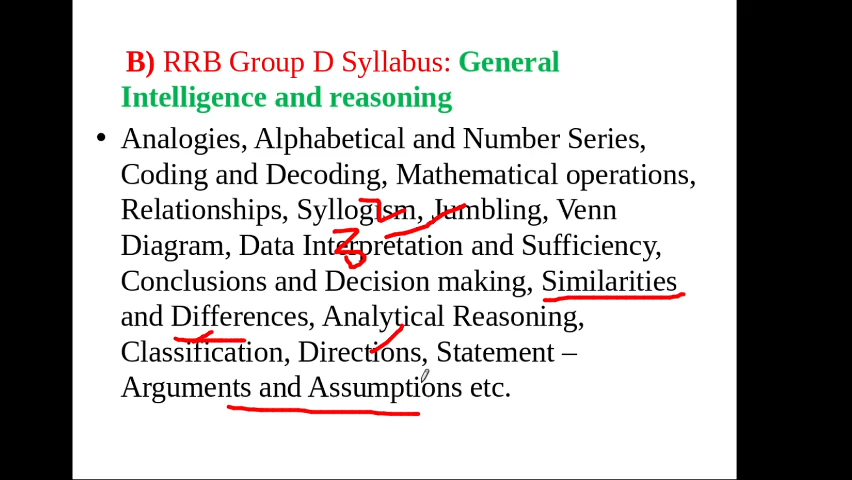 B) RRB Group D Syllabus: General
Intelligence and reasoning
• Analogies, Alphabetical and Number Series,
Coding and Decoding, Mathematical operations,
Relationships, Syllogism, Jumbling, Venn
Diagram, Data Interpretation and Sufficiency,
Conclusions and Decision making, Similarities
and Differences, Analytical Reasoning,
Classification, Directions, Statement –
Arguments and Assumptions etc.